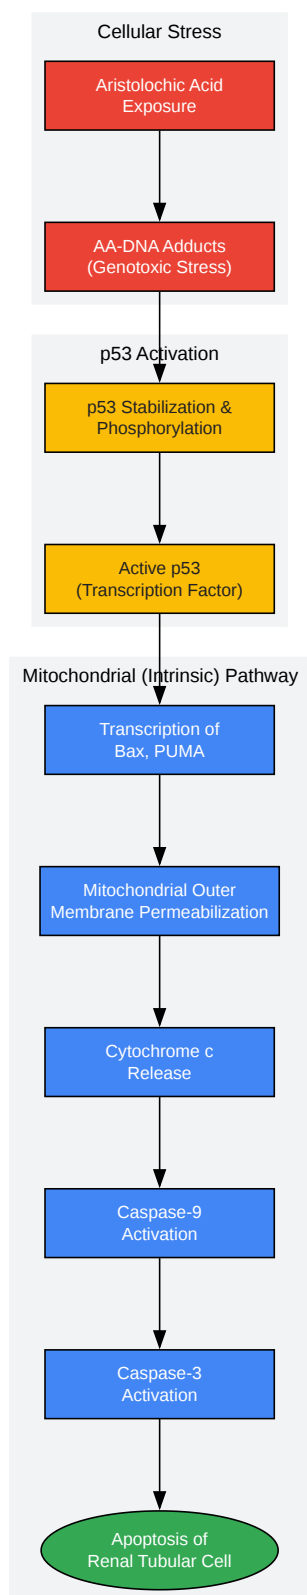 Cellular Stress
Aristolochic Acid
Exposure
AA-DNA Adducts
(Genotoxic Stress)
p53 Activation
p53 Stabilization &
Phosphorylation
Active p53
(Transcription Factor)
Mitochondrial (Intrinsic) Pathway
Transcription of
Bax, PUMA
Mitochondrial Outer
Membrane Permeabilization
Cytochrome c
Release
Caspase-9
Activation
Caspase-3
Activation
Apoptosis of
Renal Tubular Cell